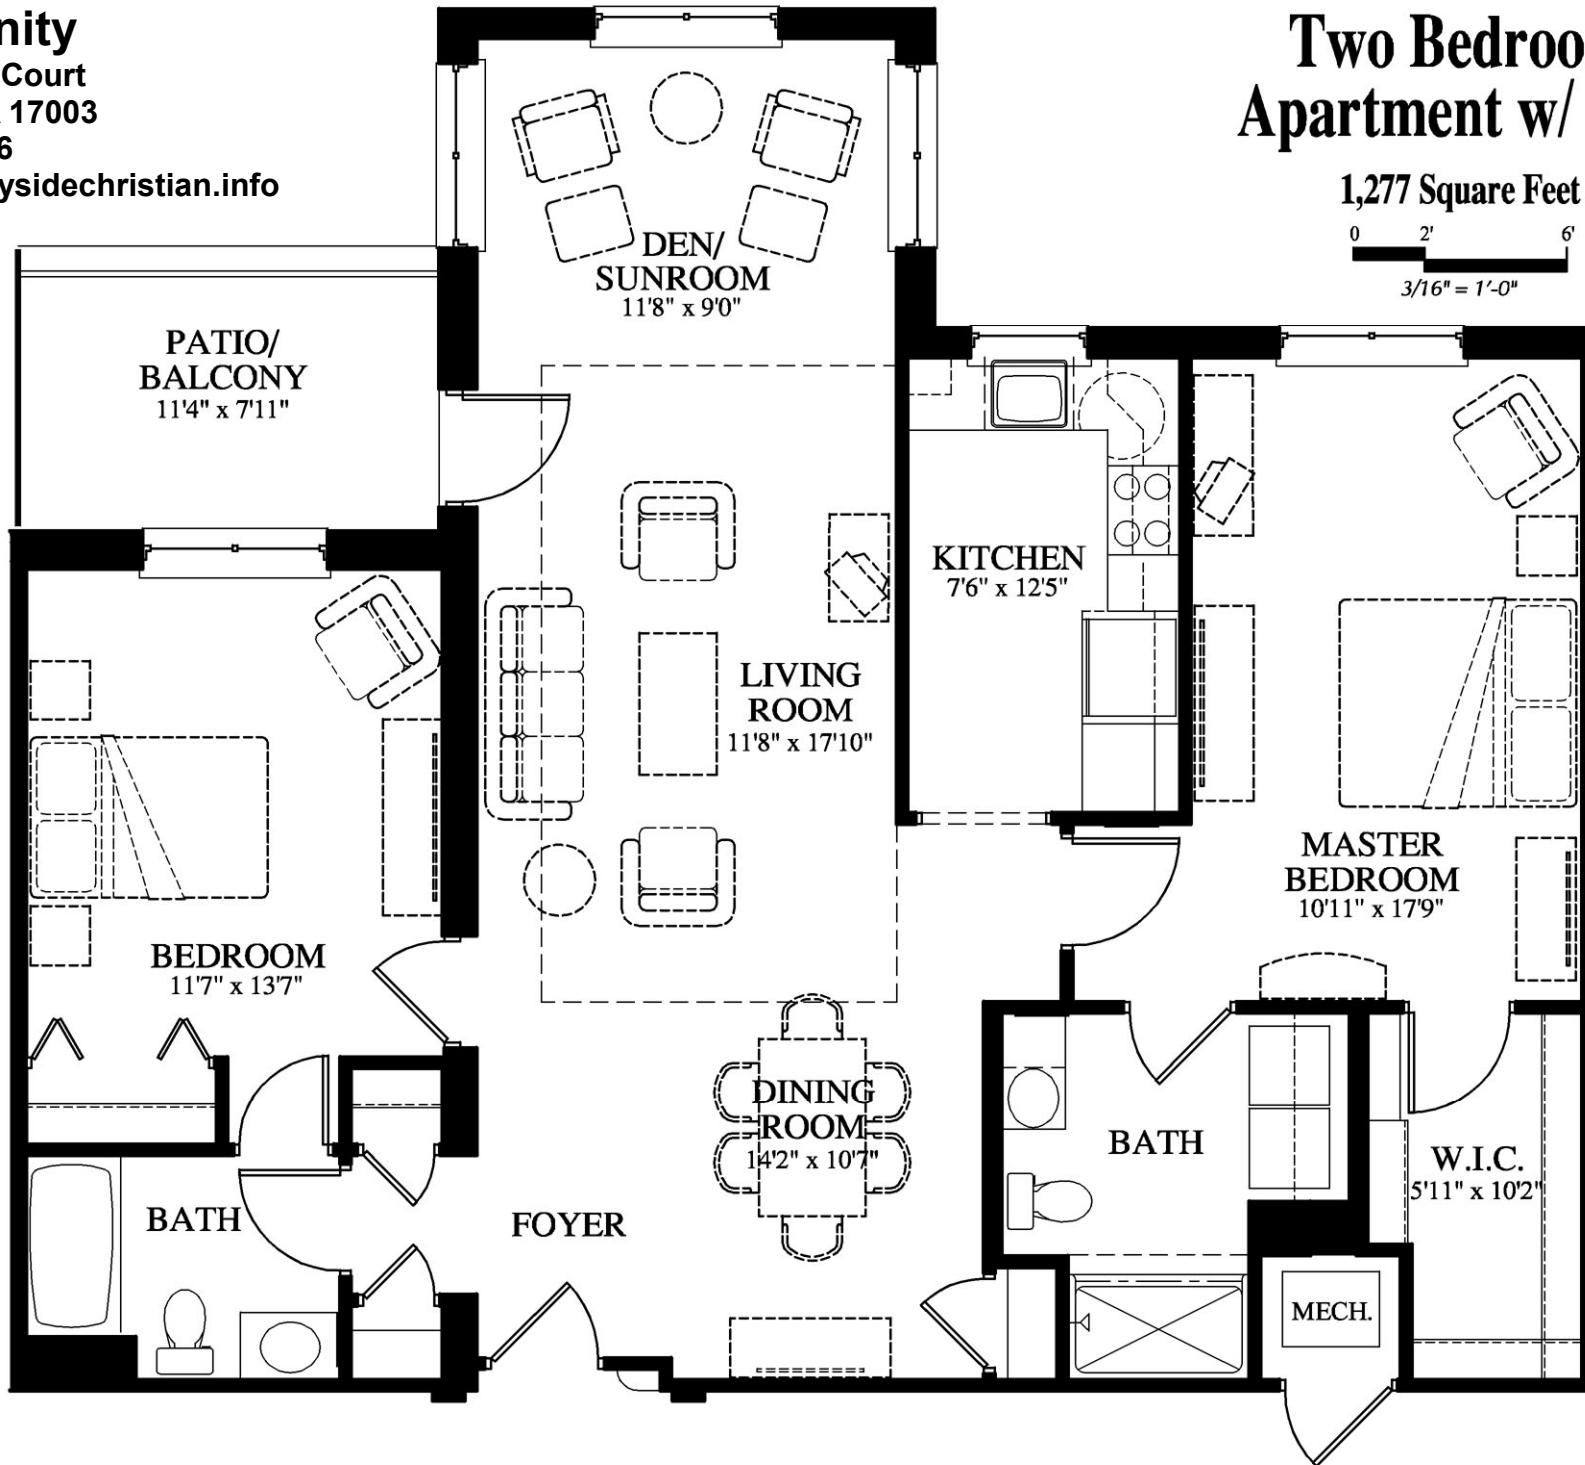 nity
Court
17003
6
ysidechristian.info
Two Bedroo
Apartment w/
1,277 Square Feet
0 2' 6'
3/16" = 1'-0"
DEN/
SUNROOM
11'8" x 9'0"
PATIO/
BALCONY
11'4" x 7'11"
KITCHEN
7'6" x 12'5"
LIVING
ROOM
11'8" x 17'10"
MASTER
BEDROOM
10'11" x 17'9"
BEDROOM
11'7" x 13'7"
DINING
ROOM
14'2" x 10'7"
BATH
W.I.C.
5'11" x 10'2"
BATH
FOYER
MECH.